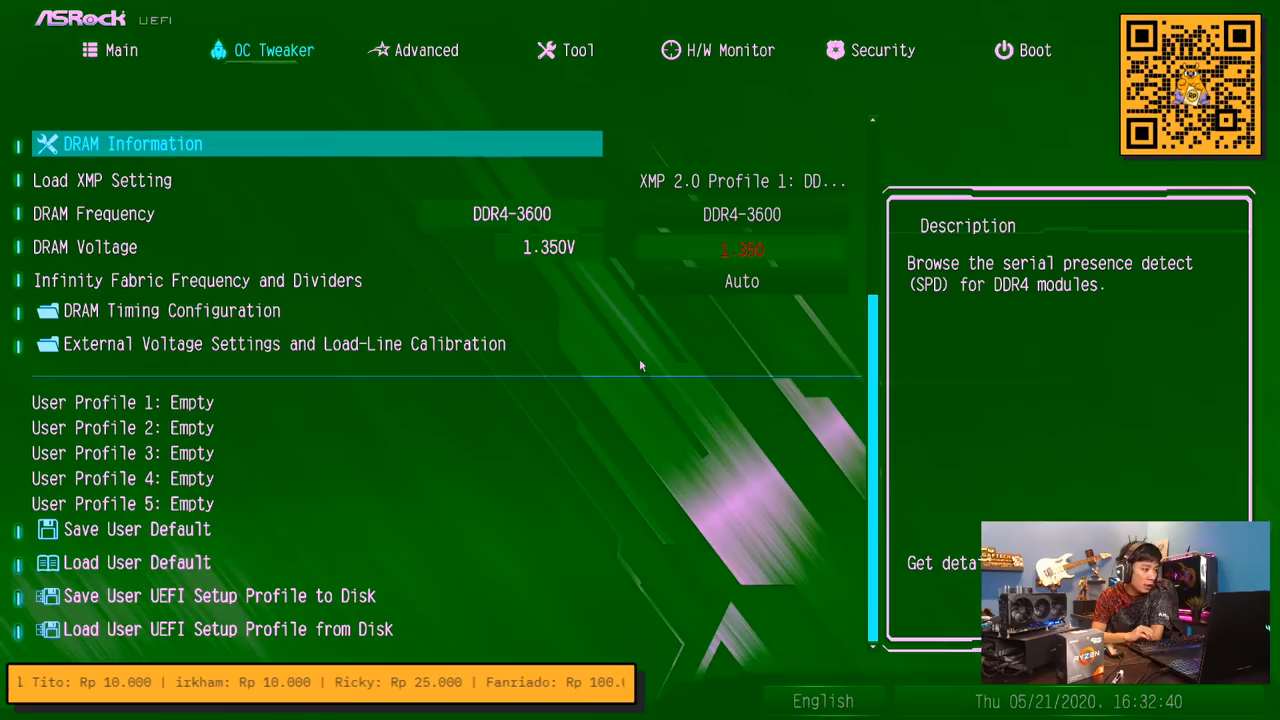 ASRock UEFI
Main
OC Tweaker
Advanced
Tool
H/W Monitor
Security
Boot
DRAM Information
Load XMP Setting XMP 2.0 Profile 1: DD...
DRAM Frequency DDR4-3600 DDR4-3600
DRAM Voltage 1.350V 1.350
Infinity Fabric Frequency and Dividers Auto
DRAM Timing Configuration
External Voltage Settings and Load-Line Calibration
User Profile 1: Empty
User Profile 2: Empty
User Profile 3: Empty
User Profile 4: Empty
User Profile 5: Empty
Save User Default
Load User Default
Save User UEFI Setup Profile to Disk
Load User UEFI Setup Profile from Disk
Description
Browse the serial presence detect
(SPD) for DDR4 modules.
Get detai
GAPTECH
RYZEN
l Tito: Rp 10.000 | irkham: Rp 10.000 | Ricky: Rp 25.000 | Fanriado: Rp 100.
English
Thu 05/21/2020. 16:32:40